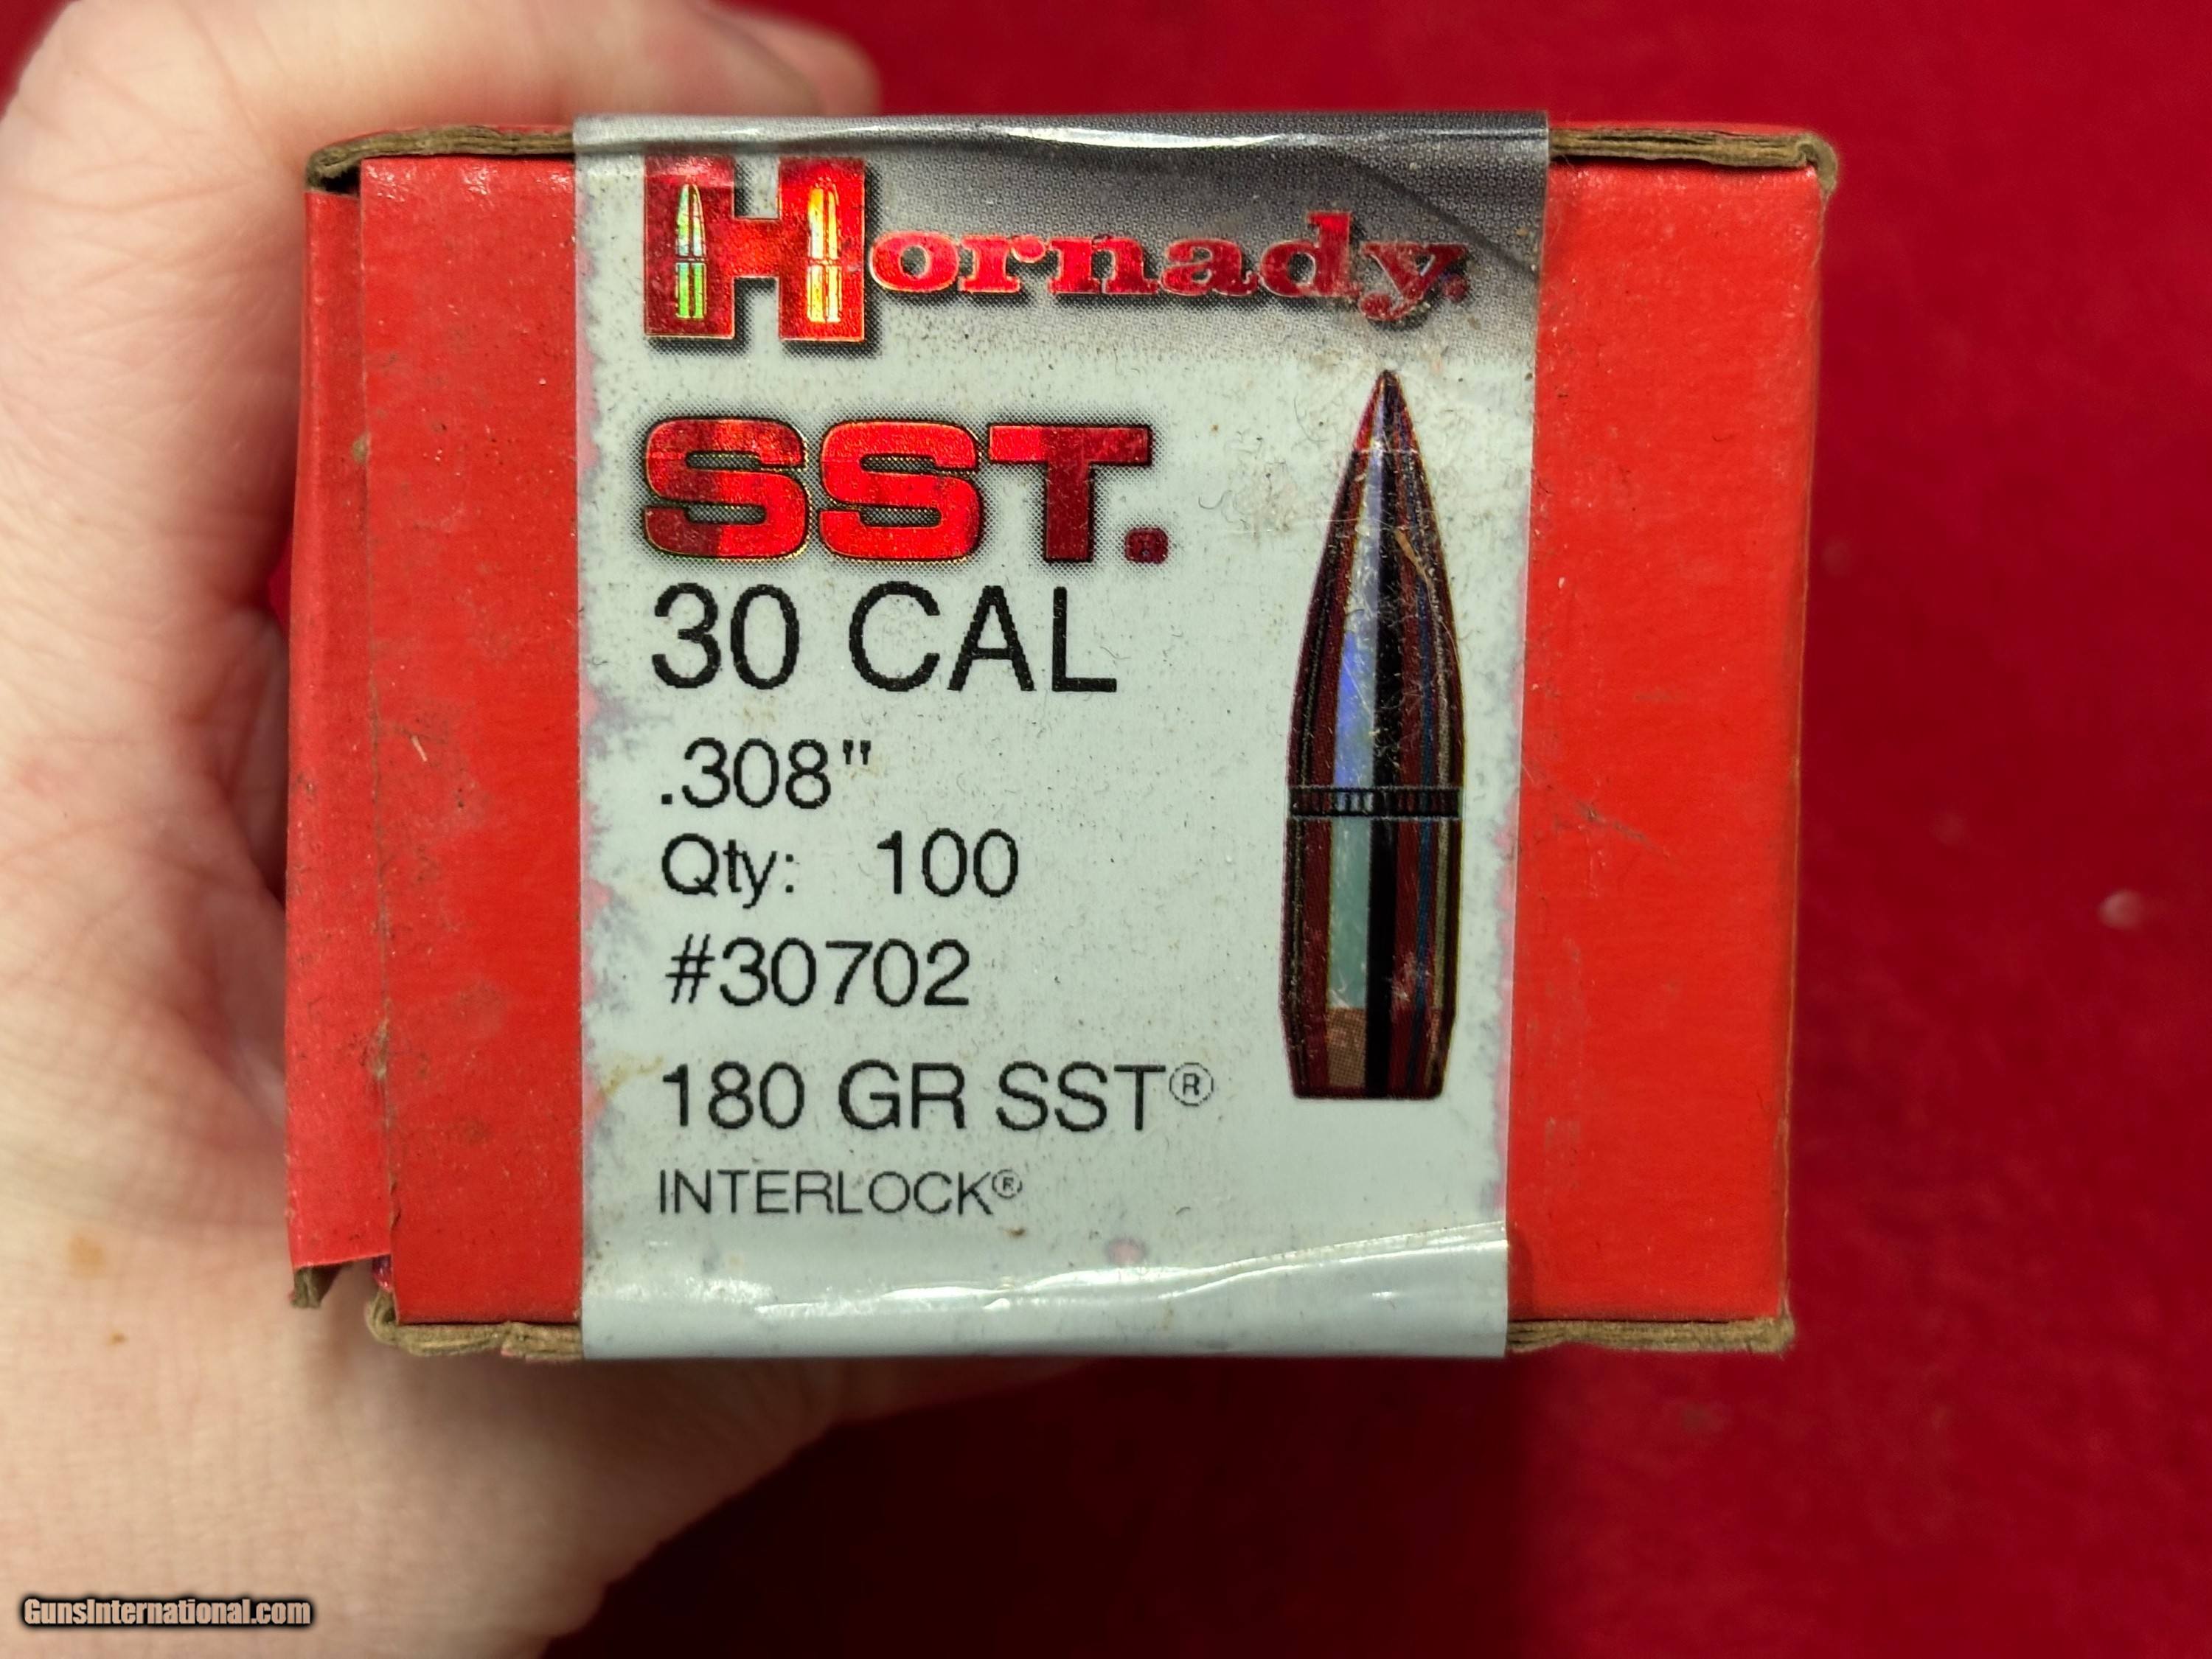 Hornady®
SST®
30 CAL
.308"
Qty: 100
#30702
180 GR SST®
INTERLOCK®
GunsInternational.com